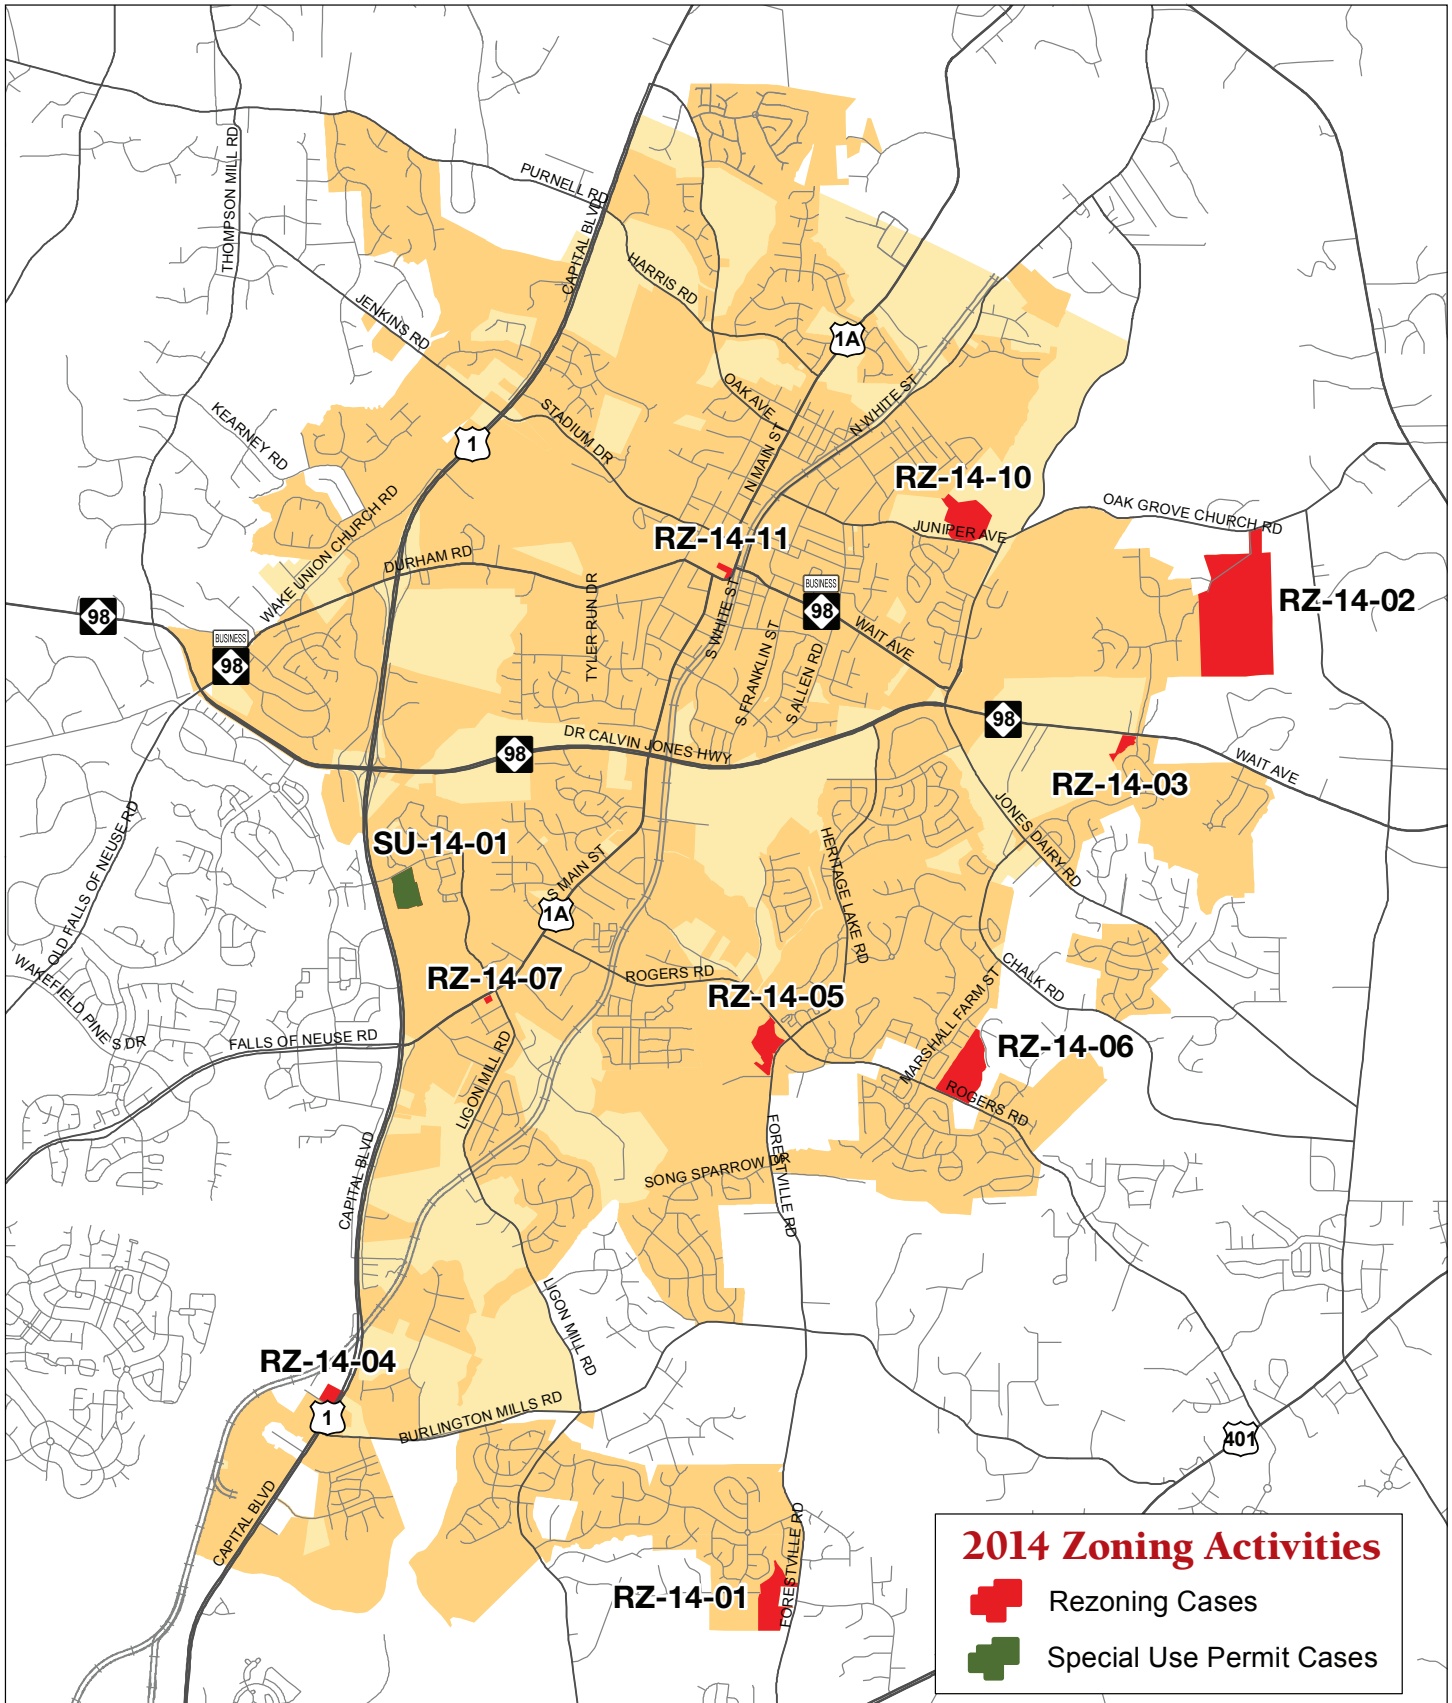 THOMPSON MILL RD
PURNELL RD
CAPITAL BLVD
HARRIS RD
JENKINS RD
1A
OAK AVE
STADIUM DR
N WHITE ST
KEARNEY RD
1
N MAIN ST
RZ-14-10
OAK GROVE CHURCH RD
JUNIPER AVE
WAKE UNION CHURCH RD
RZ-14-11
DURHAM RD
TYLER RUN DR
BUSINESS
98
RZ-14-02
98
BUSINESS
98
S WHITE ST
WAIT AVE
S FRANKLIN ST
S ALLEN RD
98
DR CALVIN JONES HWY
98
WAIT AVE
RZ-14-03
JONES DAIRY RD
OLD FALLS OF NEUSE RD
SU-14-01
HERITAGE LAKE RD
S MAIN ST
1A
WAKEFIELD PINES DR
RZ-14-07
ROGERS RD
RZ-14-05
CHALK RD
MARSHALL FARM ST
RZ-14-06
FALLS OF NEUSE RD
LIGON MILL RD
ROGERS RD
CAPITAL BLVD
SONG SPARROW DR
FORESTVILLE RD
LIGON MILL RD
RZ-14-04
1
BURLINGTON MILLS RD
401
CAPITAL BLVD
FORESTVILLE RD
RZ-14-01
2014 Zoning Activities
Rezoning Cases
Special Use Permit Cases